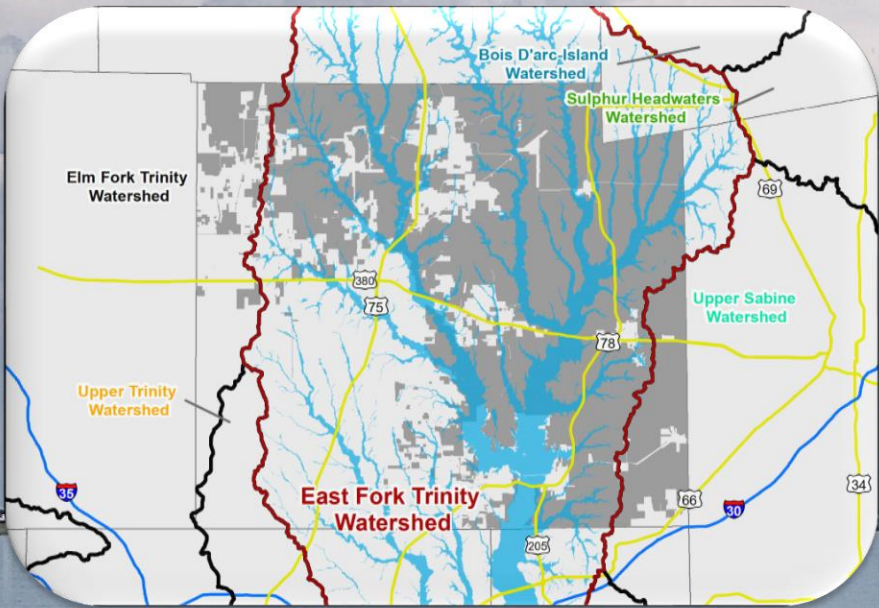 Bois D'arc-Island
Watershed
Sulphur Headwaters
Watershed
Elm Fork Trinity
Watershed
69
380
75
Upper Sabine
Watershed
78
Upper Trinity
Watershed
35
East Fork Trinity
Watershed
66
30
34
205